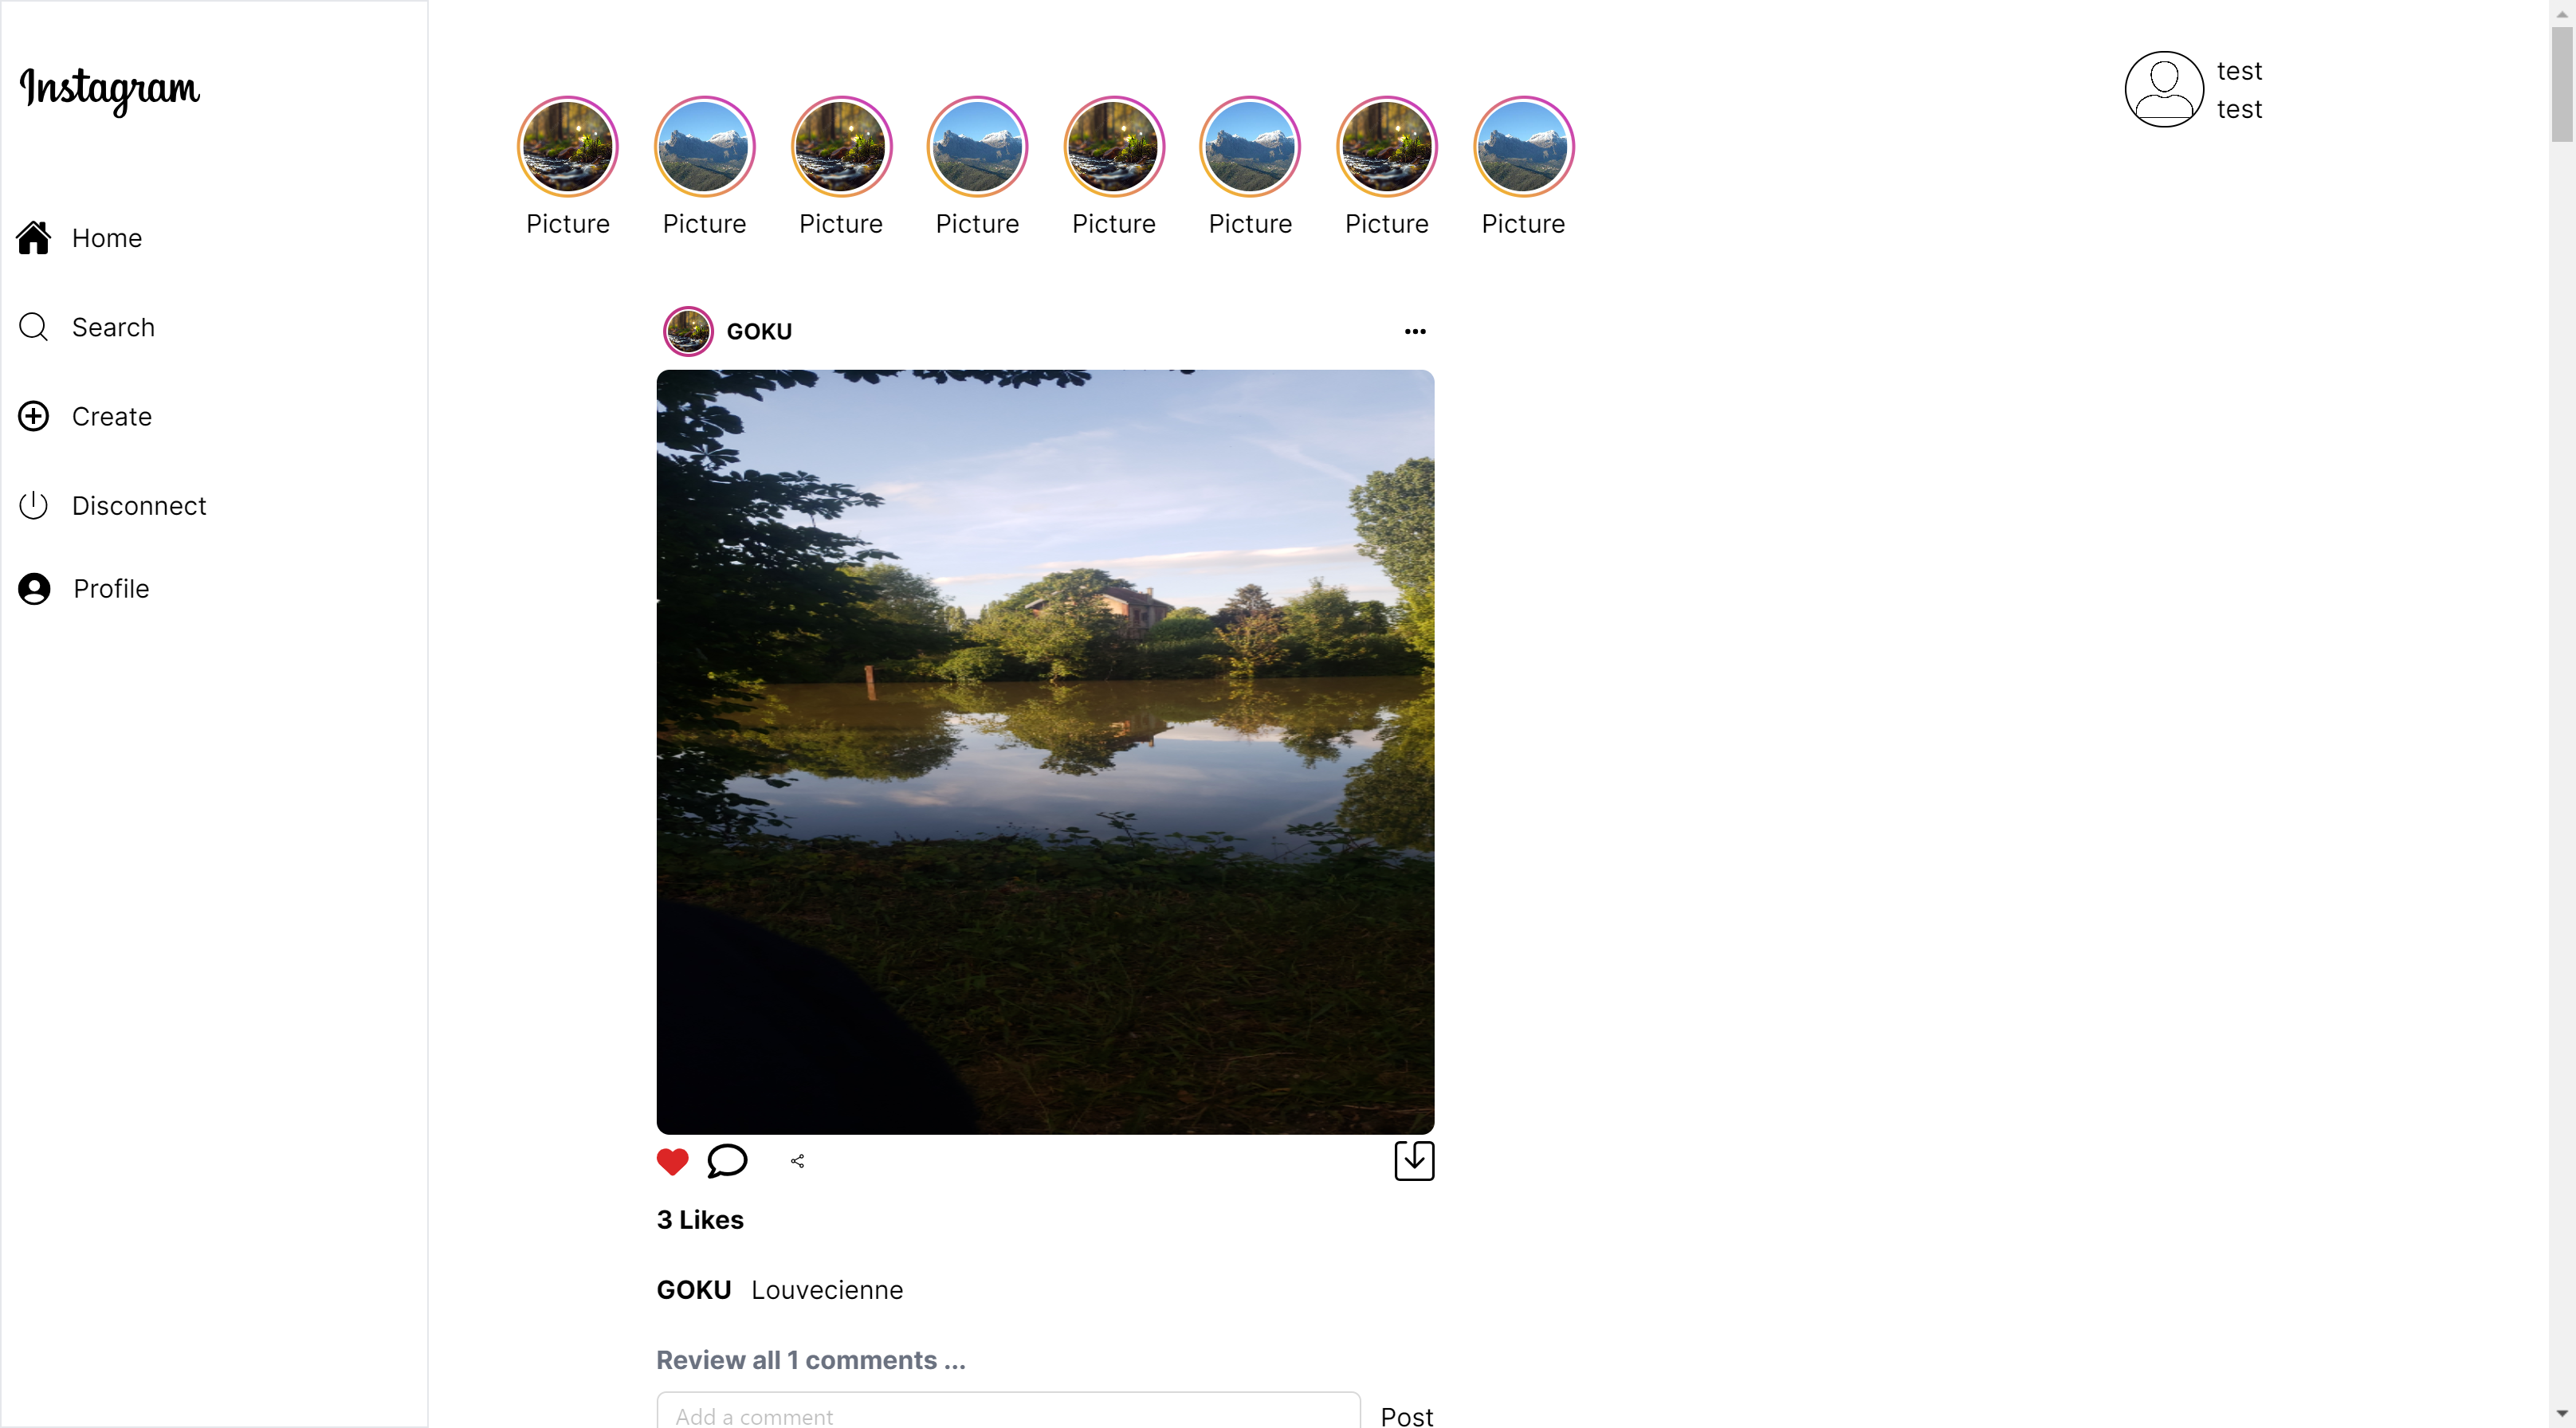 Instagram
Home
Search
Create
Disconnect
Profile
Picture Picture Picture Picture Picture Picture Picture Picture
test
test
GOKU
3 Likes
GOKU Louvecienne
Review all 1 comments ...
Add a comment Post